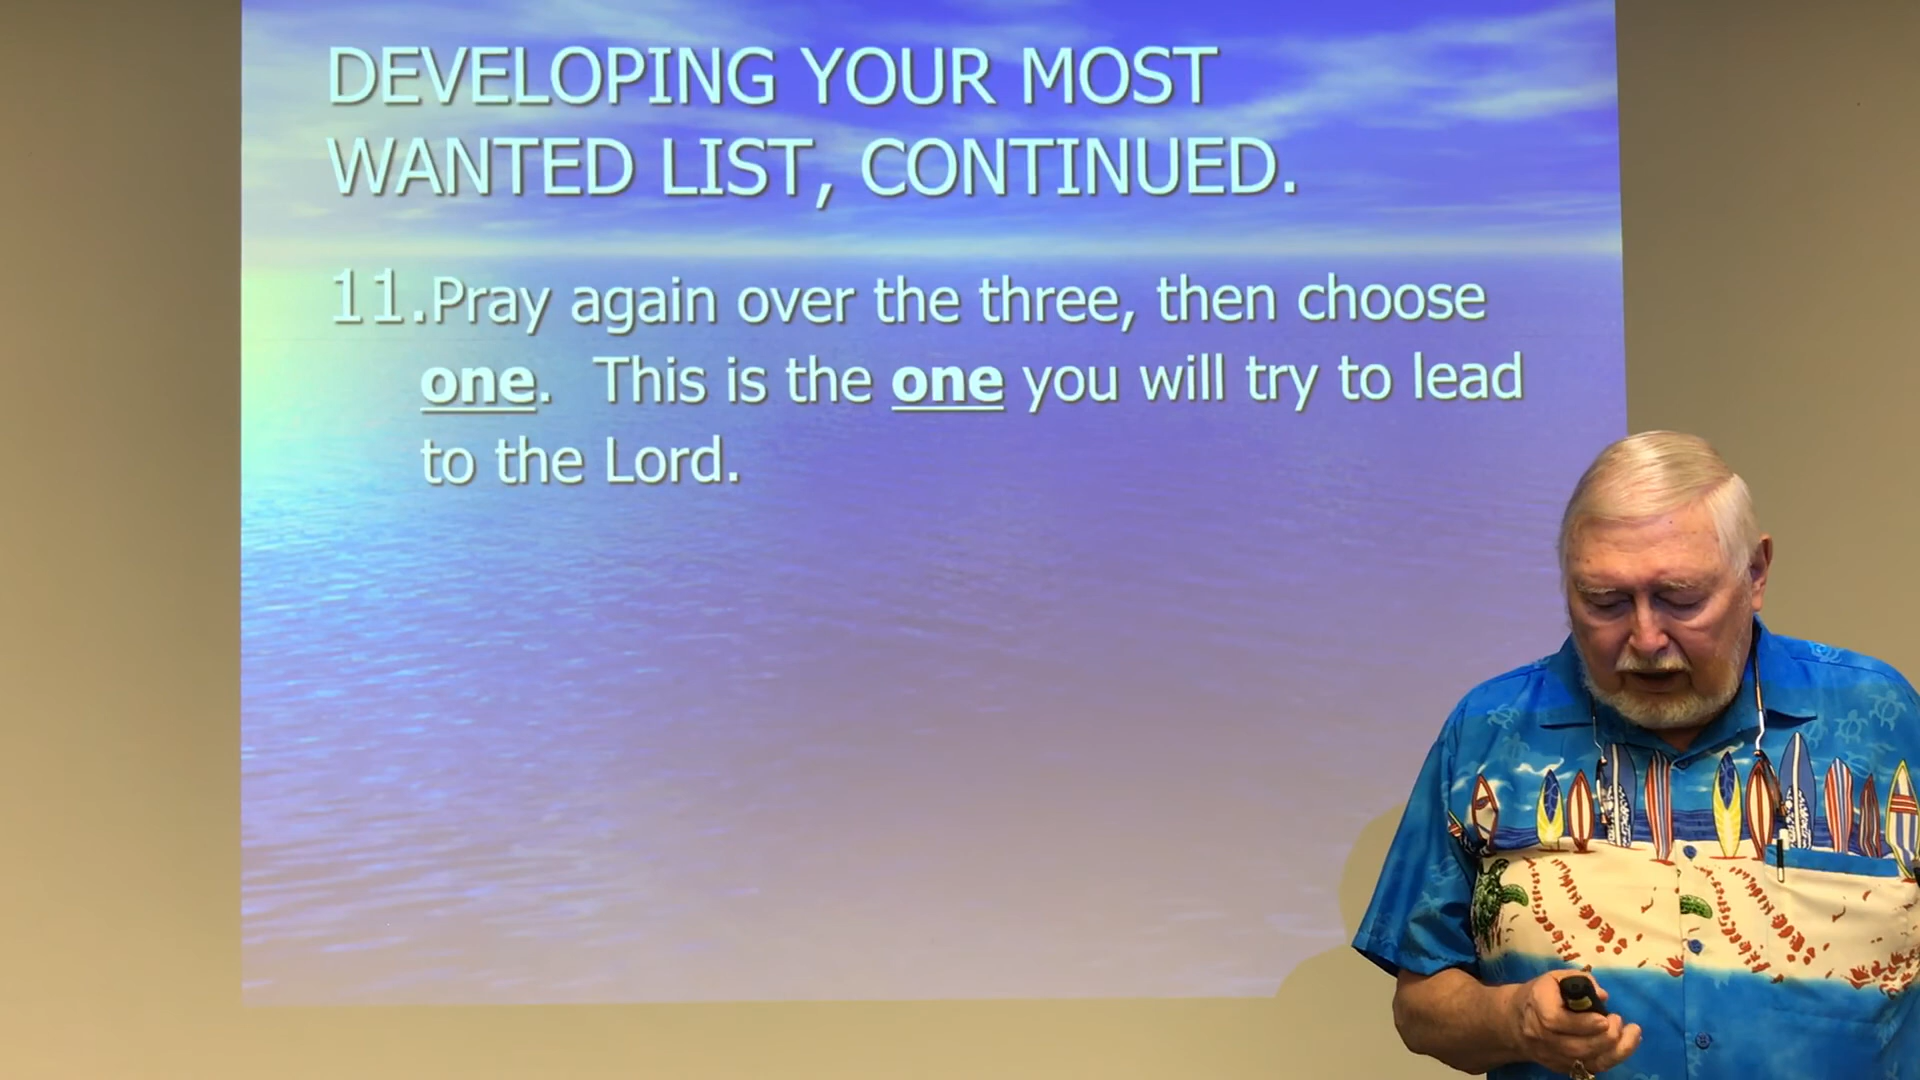 DEVELOPING YOUR MOST
WANTED LIST, CONTINUED.
11.Pray again over the three, then choose
one. This is the one you will try to lead
to the Lord.